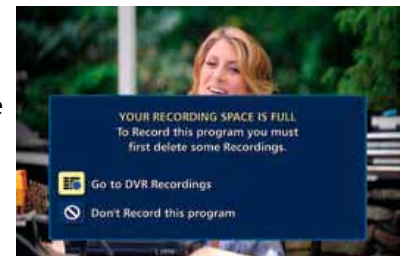 YOUR RECORDING SPACE IS FULL
To Record this program you must
first delete some Recordings.
Go to DVR Recordings
Don't Record this program
e